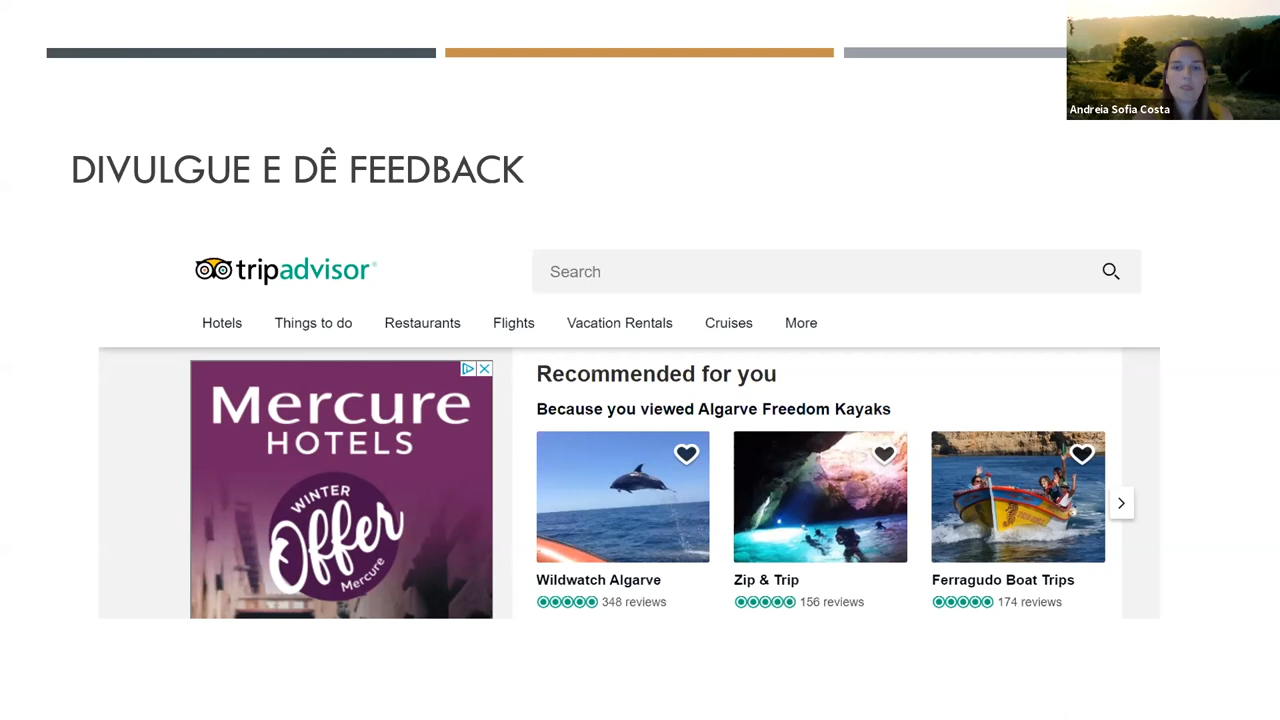 Andreia Sofia Costa
DIVULGUE E DÊ FEEDBACK
tripadvisor
Search
Hotels Things to do Restaurants Flights Vacation Rentals Cruises More
Mercure
HOTELS
WINTER
Offer
Mercure
Recommended for you
Because you viewed Algarve Freedom Kayaks
Wildwatch Algarve Zip & Trip Ferragudo Boat Trips
348 reviews 156 reviews 174 reviews